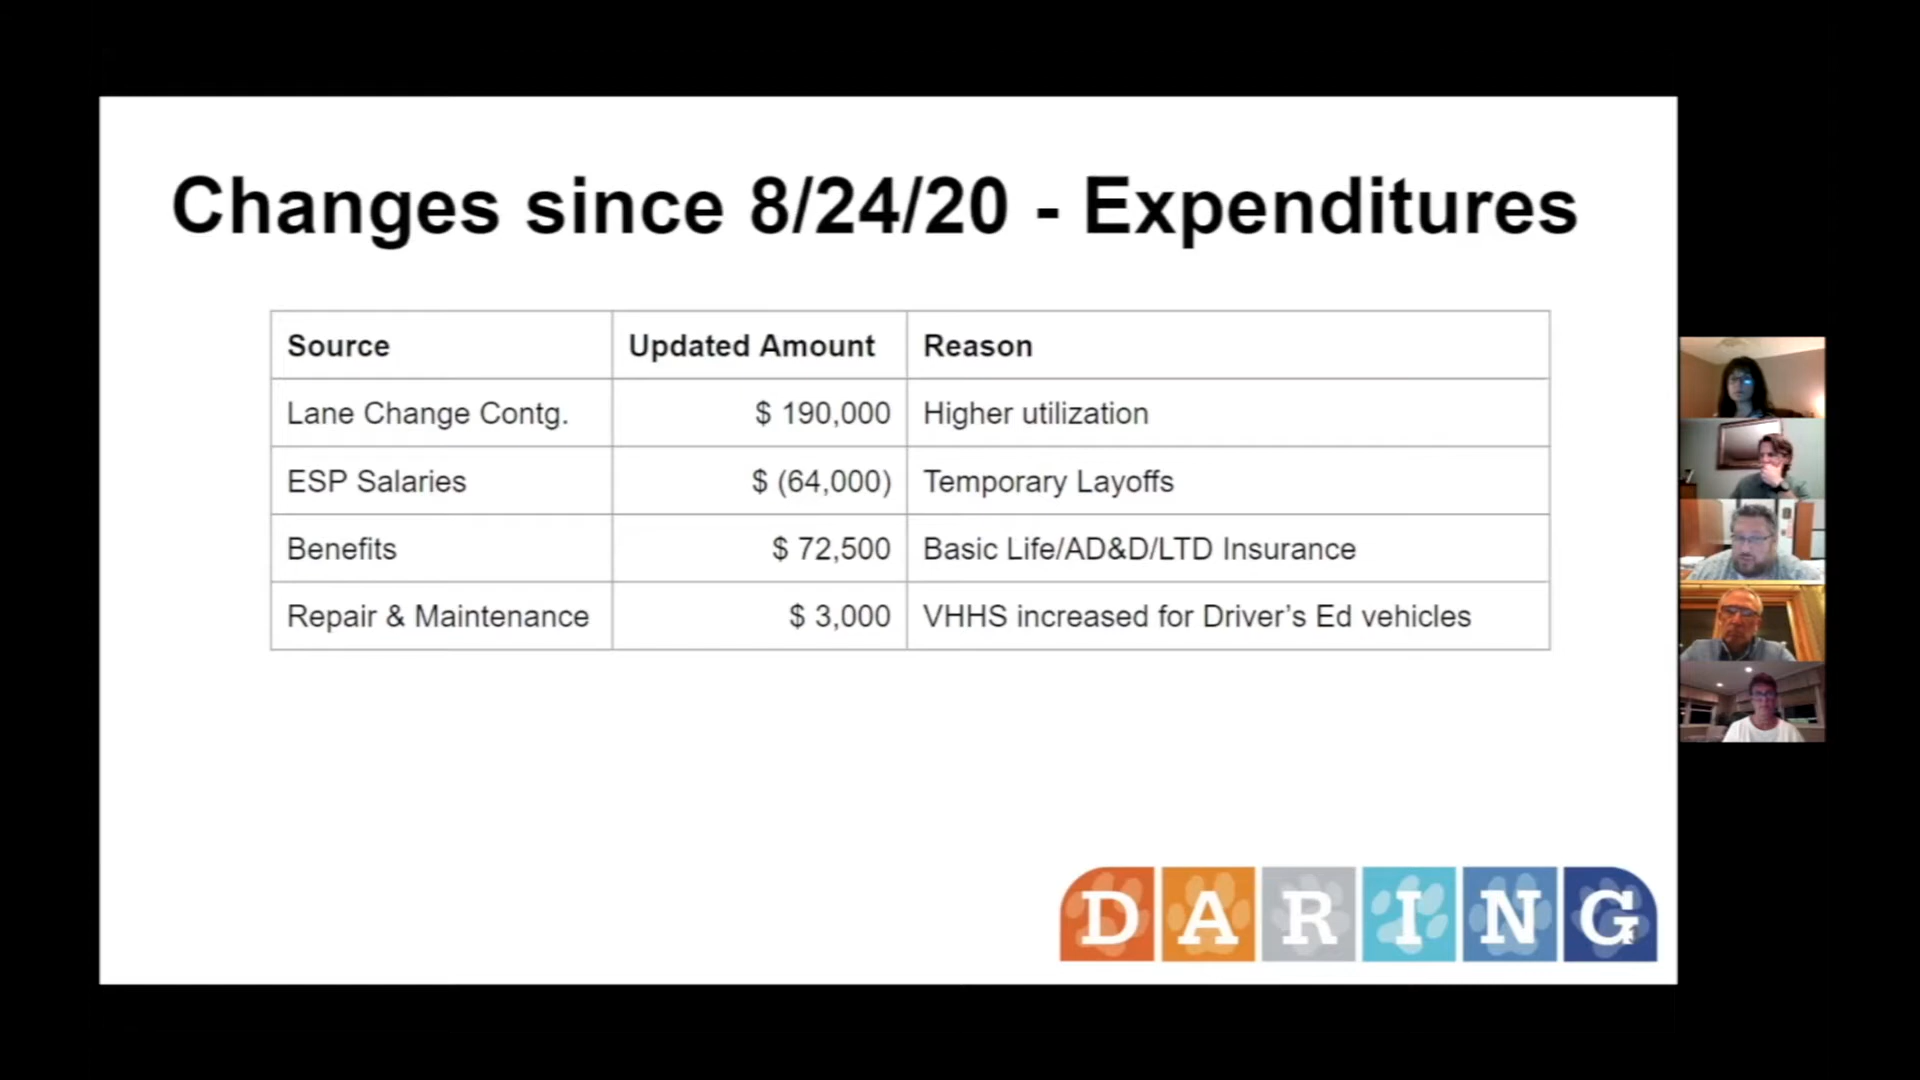 Changes since 8/24/20 - Expenditures
Source Updated Amount Reason
Lane Change Contg. $ 190,000 Higher utilization
ESP Salaries $ (64,000) Temporary Layoffs
Benefits $ 72,500 Basic Life/AD&D/LTD Insurance
Repair & Maintenance $ 3,000 VHHS increased for Driver’s Ed vehicles
DARING